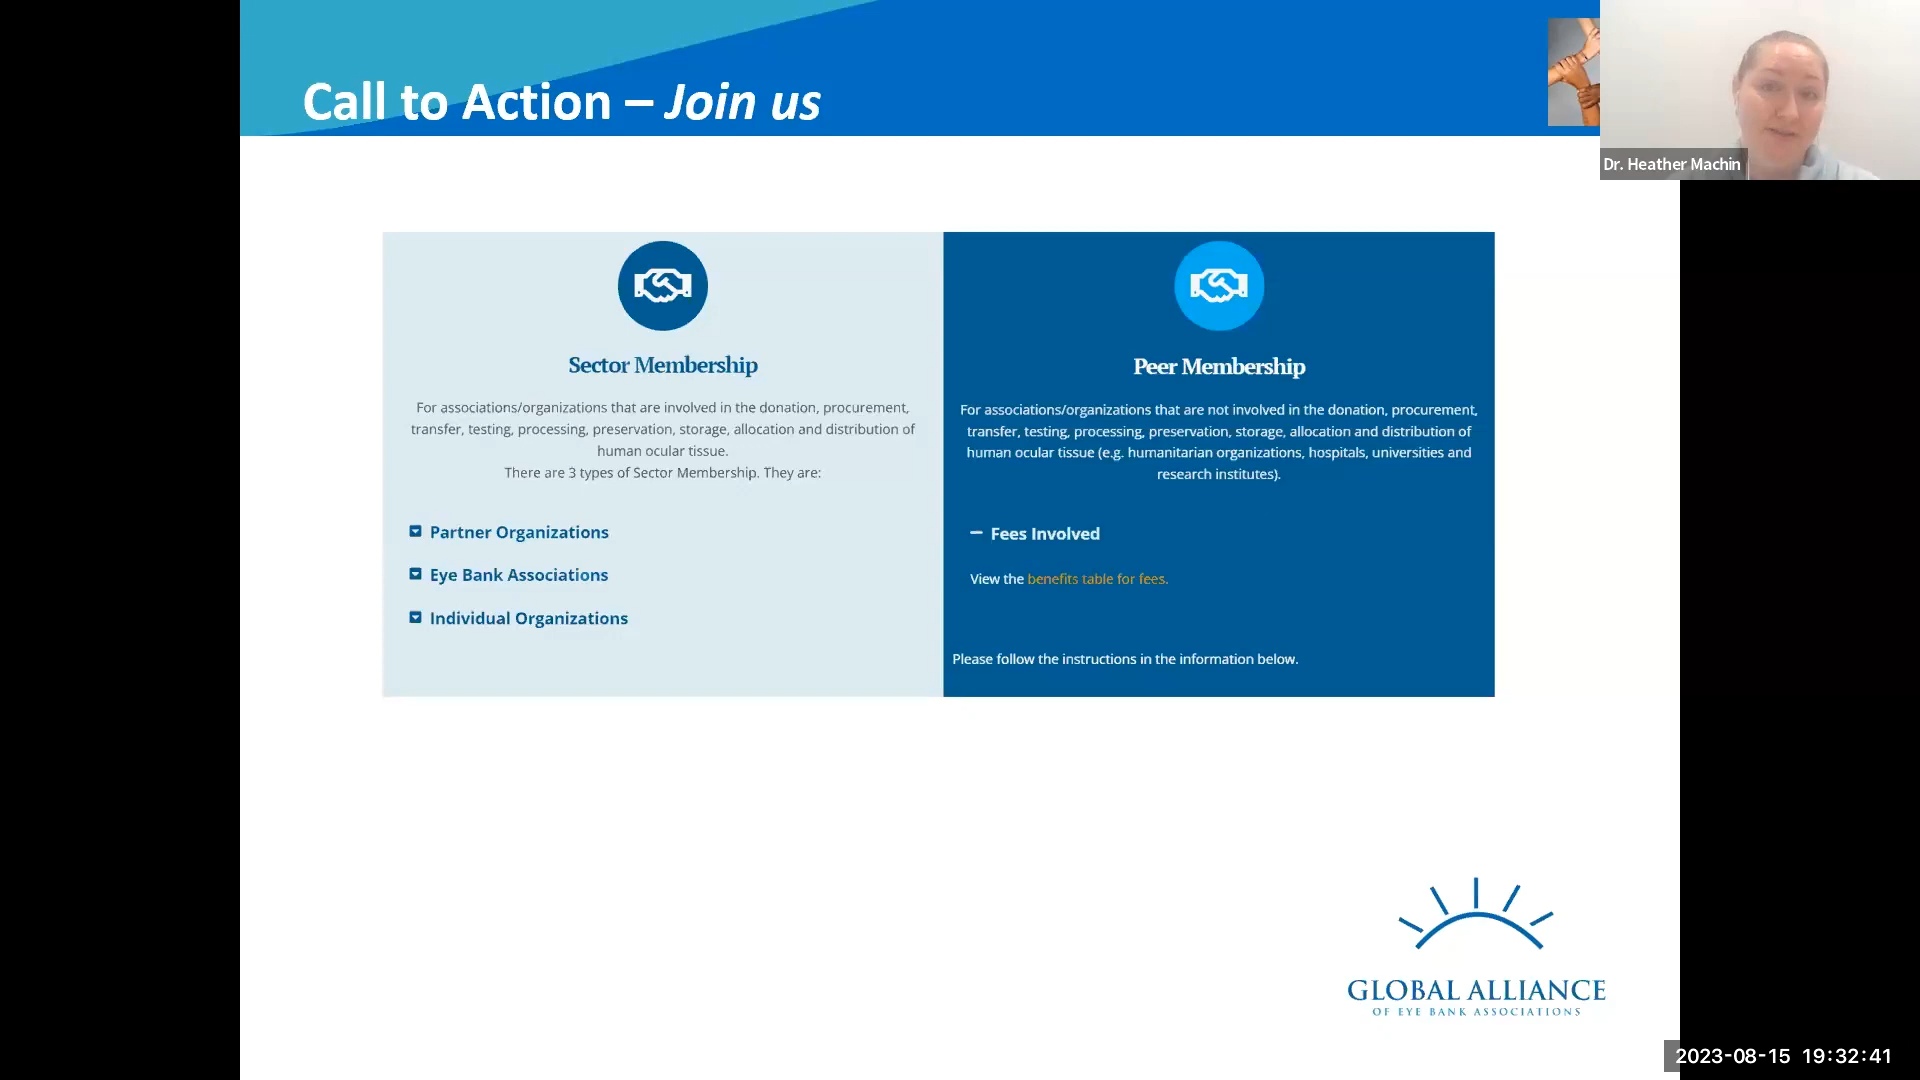 Call to Action – Join us
Dr. Heather Machin
Sector Membership
For associations/organizations that are involved in the donation, procurement,
transfer, testing, processing, preservation, storage, allocation and distribution of
human ocular tissue.
There are 3 types of Sector Membership. They are:
Partner Organizations
Eye Bank Associations
Individual Organizations
Peer Membership
For associations/organizations that are not involved in the donation, procurement,
transfer, testing, processing, preservation, storage, allocation and distribution of
human ocular tissue (e.g. humanitarian organizations, hospitals, universities and
research institutes).
Fees Involved
View the benefits table for fees.
Please follow the instructions in the information below.
GLOBAL ALLIANCE
OF EYE BANK ASSOCIATIONS
2023-08-15 19:32:41